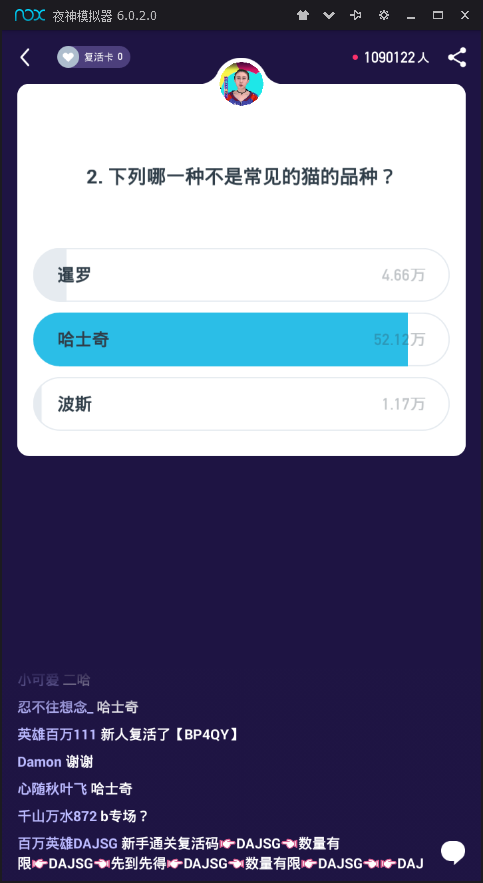 nox 夜神模拟器 6.0.2.0
复活卡 0
1090122 人
2. 下列哪一种不是常见的猫的品种？
暹罗 4.66万
哈士奇 52.12万
波斯 1.17万
小可爱 二哈
忍不往想念_ 哈士奇
英雄百万111 新人复活了【BP4QY】
Damon 谢谢
心随秋叶飞 哈士奇
千山万水872 b专场？
百万英雄DAJSG 新手通关复活码👉DAJSG👈数量有
限👉DAJSG👈先到先得👉DAJSG👈数量有限👉DAJSG👈👉DAJ